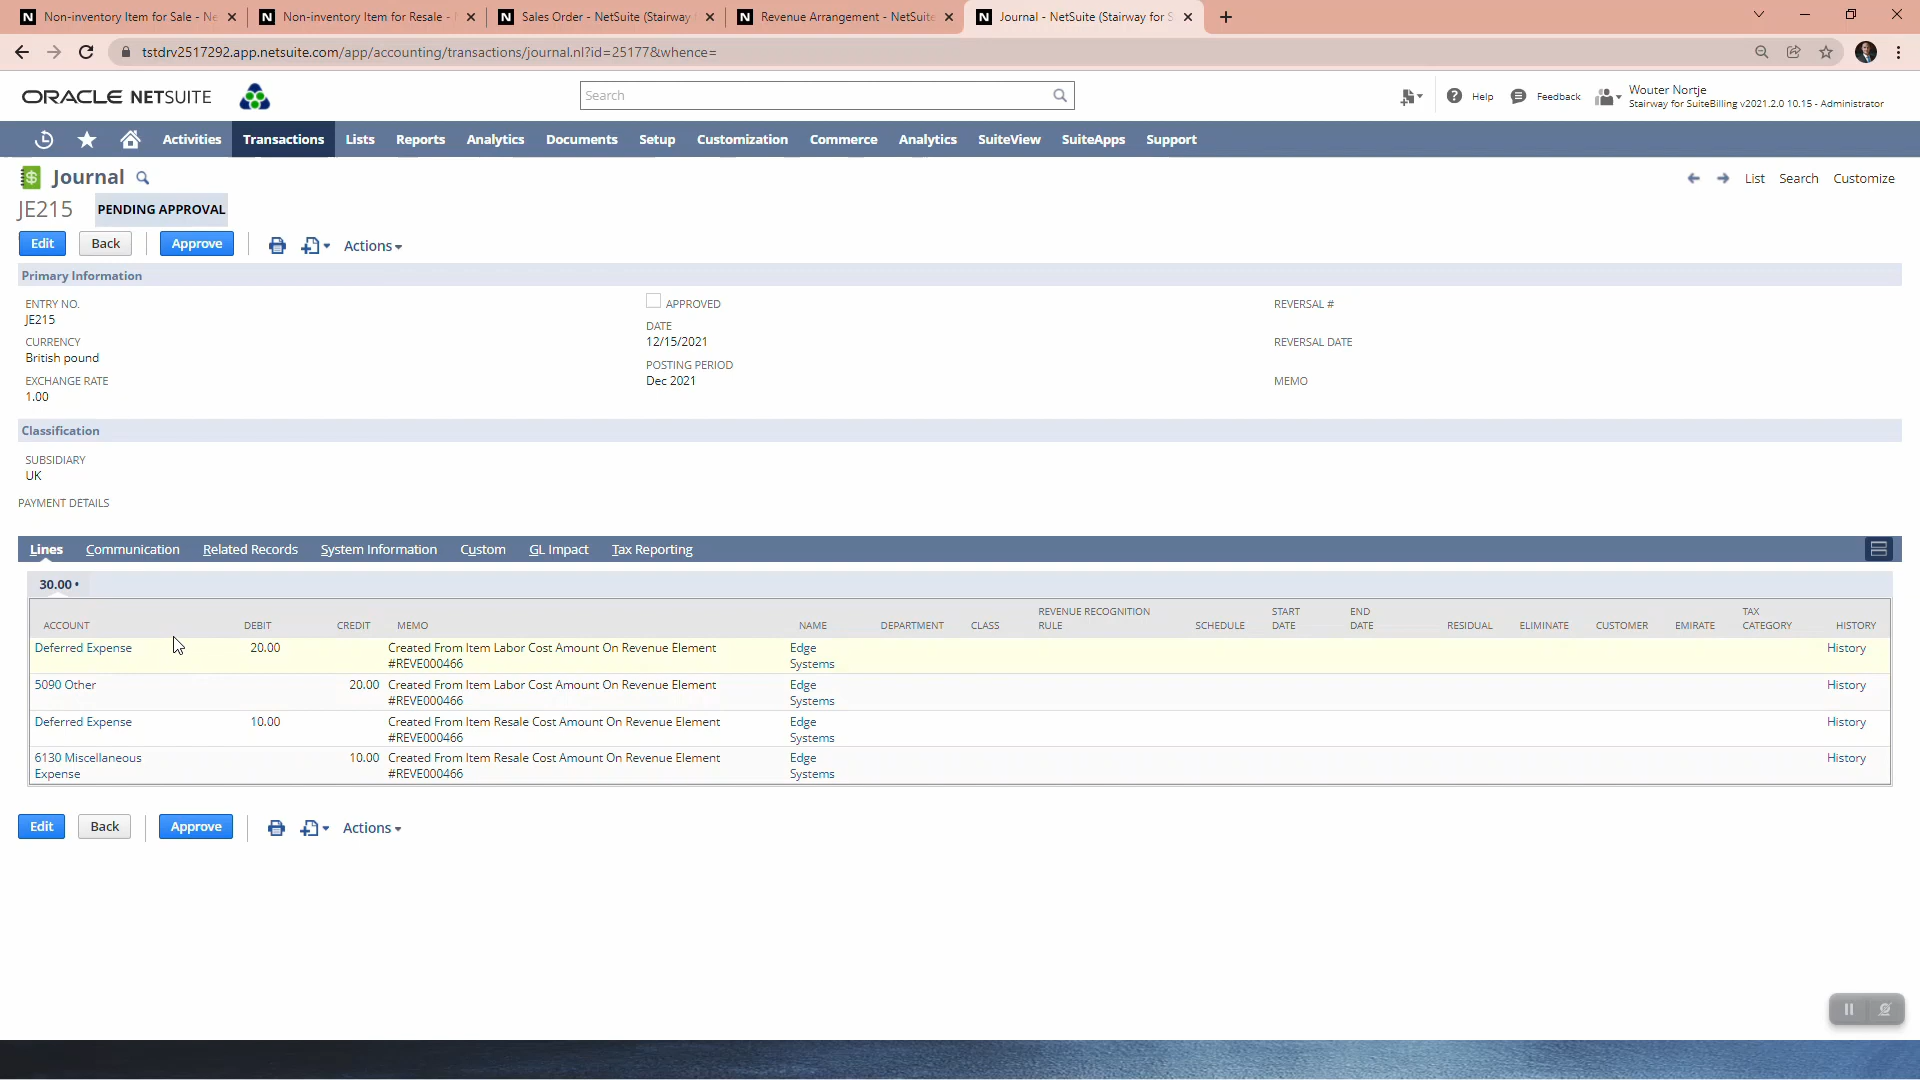 Non-inventory Item for Sale - Ne
Non-inventory Item for Resale -
Sales Order - NetSuite (Stairway
Revenue Arrangement - NetSuite
Journal - NetSuite (Stairway for S
tstdrv2517292.app.netsuite.com/app/accounting/transactions/journal.nl?id=25177&whence=
ORACLE NETSUITE
Search
Help
Feedback
Wouter Nortje
Stairway for SuiteBilling v2021.2.0 10.15 - Administrator
Activities Transactions Lists Reports Analytics Documents Setup Customization Commerce Analytics SuiteView SuiteApps Support
Journal
List Search Customize
JE215 PENDING APPROVAL
Edit Back Approve Actions
Primary Information
ENTRY NO.
JE215
CURRENCY
British pound
EXCHANGE RATE
1.00
APPROVED
DATE
12/15/2021
POSTING PERIOD
Dec 2021
REVERSAL #
REVERSAL DATE
MEMO
Classification
SUBSIDIARY
UK
PAYMENT DETAILS
Lines Communication Related Records System Information Custom GL Impact Tax Reporting
30.00 •
ACCOUNT DEBIT CREDIT MEMO NAME DEPARTMENT CLASS REVENUE RECOGNITION RULE SCHEDULE START DATE END DATE RESIDUAL ELIMINATE CUSTOMER EMIRATE TAX CATEGORY HISTORY
Deferred Expense 20.00 Created From Item Labor Cost Amount On Revenue Element Edge History
#REVE000466 Systems
5090 Other 20.00 Created From Item Labor Cost Amount On Revenue Element Edge History
#REVE000466 Systems
Deferred Expense 10.00 Created From Item Resale Cost Amount On Revenue Element Edge History
#REVE000466 Systems
6130 Miscellaneous 10.00 Created From Item Resale Cost Amount On Revenue Element Edge History
Expense #REVE000466 Systems
Edit Back Approve Actions